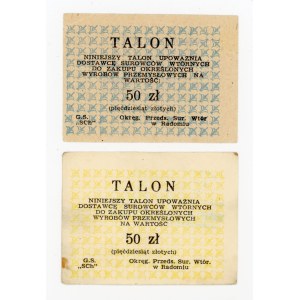 TALON
NINIEJSZY TALON UPOWAŻNIA
DOSTAWCĘ SUROWCÓW WTÓRNYCH
DO ZAKUPU OKREŚLONYCH
WYROBÓW PRZEMYSŁOWYCH NA
WARTOŚĆ:
50 zł
(pięćdziesiąt złotych)
G.S. Okręg. Przeds. Sur. Wtór
„SCh" w Radomiu
TALON
NINIEJSZY TALON UPOWAŻNIA
DOSTAWCĘ SUROWCÓW WTÓRNYCH
DO ZAKUPU OKREŚLONYCH
WYROBÓW PRZEMYSŁOWYCH
NA WARTOŚĆ
50 zł
(pięćdziesiąt złotych)
G.S. Okręg. Przeds. Sur. Wtór.
„SCh" w Radomiu